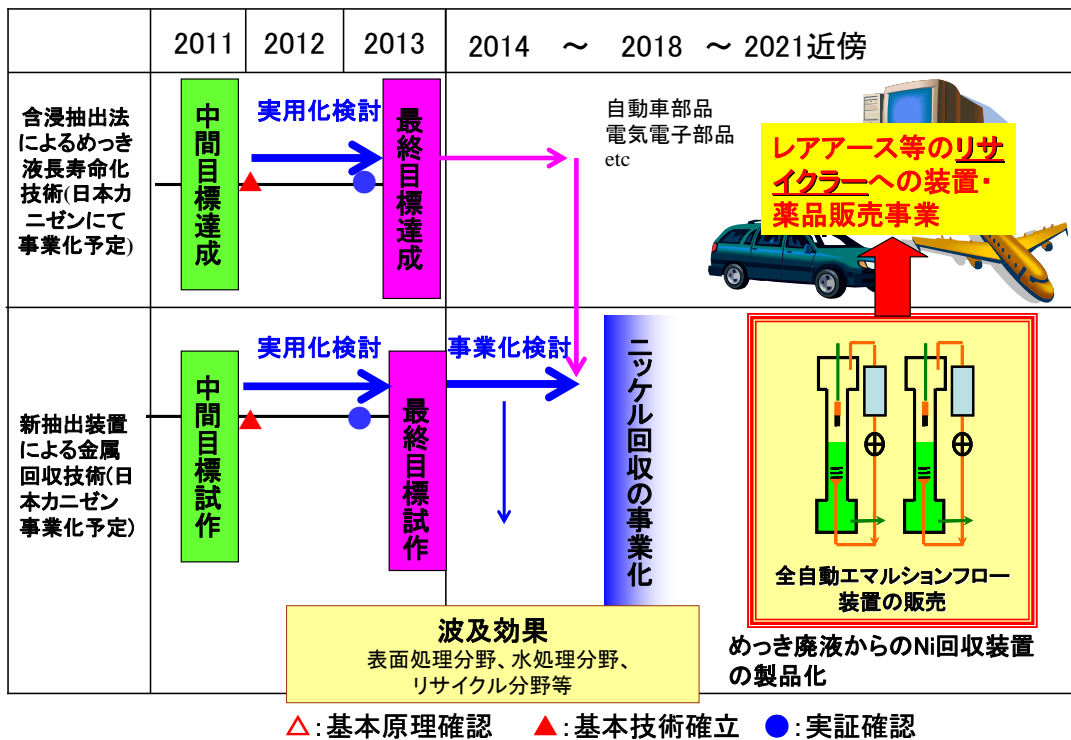 2011
2012
2013
2014 ～ 2018 ～ 2021近傍
含浸抽出法
によるめっき
液長寿命化
技術(日本カ
ニゼンにて
事業化予定)
中間目標達成
実用化検討
最終目標達成
自動車部品
電気電子部品
etc
レアアース等のリサ
イクラーへの装置・
薬品販売事業
新抽出装置
による金属
回収技術(日
本カニゼン
事業化予定)
中間目標試作
実用化検討
最終目標試作
事業化検討
ニッケル回収の事業化
全自動エマルションフロー
装置の販売
めっき廃液からのNi回収装置
の製品化
波及効果
表面処理分野、水処理分野、
リサイクル分野等
△:基本原理確認
▲:基本技術確立
●:実証確認